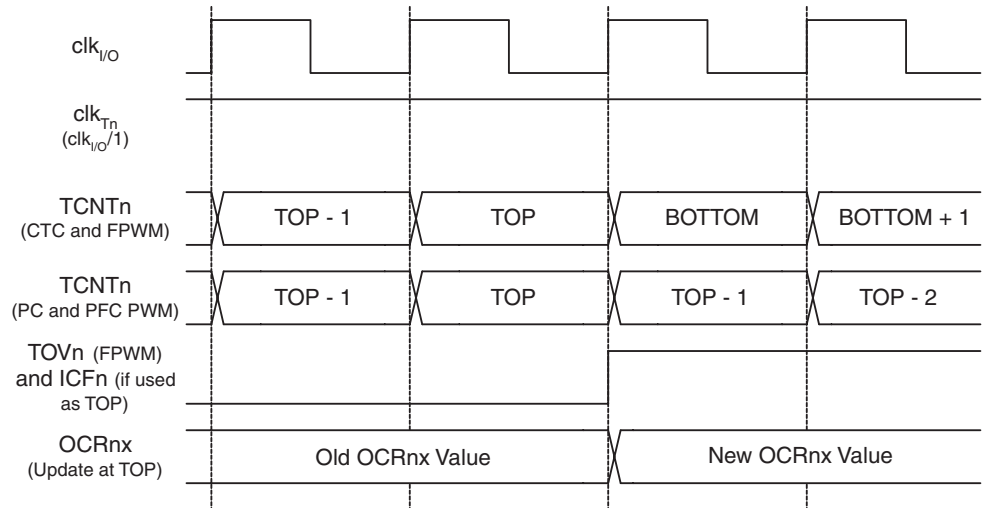 clkI/O
clkTn
(clkI/O/1)
TCNTn
(CTC and FPWM)
TOP - 1
TOP
BOTTOM
BOTTOM + 1
TCNTn
(PC and PFC PWM)
TOP - 1
TOP
TOP - 1
TOP - 2
TOVn (FPWM)
and ICFn (if used
as TOP)
OCRnx
(Update at TOP)
Old OCRnx Value
New OCRnx Value